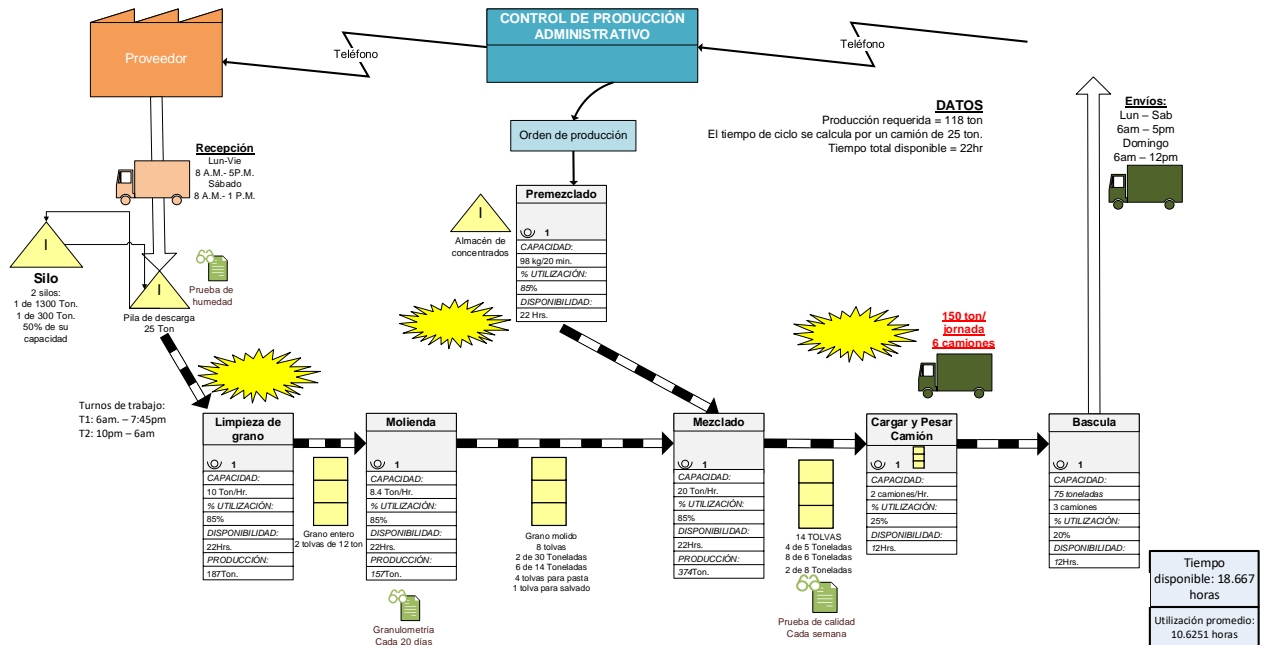 Proveedor
Teléfono
CONTROL DE PRODUCCIÓN
ADMINISTRATIVO
Teléfono
Orden de producción
DATOS
Producción requerida = 118 ton
El tiempo de ciclo se calcula por un camión de 25 ton.
Tiempo total disponible = 22hr
Envíos:
Lun – Sab
6am – 5pm
Domingo
6am – 12pm
Recepción
Lun-Vie
8 A.M.- 5P.M.
Sábado
8 A.M.- 1 P.M.
I
Silo
2 silos:
1 de 1300 Ton.
1 de 300 Ton.
50% de su
capacidad
I
Pila de descarga
25 Ton
Prueba de
humedad
I
Almacén de
concentrados
Premezclado
1
CAPACIDAD:
98 kg/20 min.
% UTILIZACIÓN:
85%
DISPONIBILIDAD:
22 Hrs.
150 ton/
jornada
6 camiones
Turnos de trabajo:
T1: 6am. – 7:45pm
T2: 10pm – 6am
Limpieza de
grano
1
CAPACIDAD:
10 Ton/Hr.
% UTILIZACIÓN:
85%
DISPONIBILIDAD:
22Hrs.
PRODUCCIÓN:
187Ton.
Grano entero
2 tolvas de 12 ton
Molienda
1
CAPACIDAD:
8.4 Ton/Hr.
% UTILIZACIÓN:
85%
DISPONIBILIDAD:
22Hrs.
PRODUCCIÓN:
157Ton.
Granulometría
Cada 20 días
Grano molido
8 tolvas
2 de 30 Toneladas
6 de 14 Toneladas
4 tolvas para pasta
1 tolva para salvado
Mezclado
1
CAPACIDAD:
20 Ton/Hr.
% UTILIZACIÓN:
85%
DISPONIBILIDAD:
22Hrs.
PRODUCCIÓN:
374Ton.
14 TOLVAS
4 de 5 Toneladas
8 de 6 Toneladas
2 de 8 Toneladas
Prueba de calidad
Cada semana
Cargar y Pesar
Camión
1
CAPACIDAD:
2 camiones/Hr.
% UTILIZACIÓN:
25%
DISPONIBILIDAD:
12Hrs.
Bascula
1
CAPACIDAD:
75 toneladas
3 camiones
% UTILIZACIÓN:
20%
DISPONIBILIDAD:
12Hrs.
Tiempo
disponible: 18.667
horas
Utilización promedio:
10.6251 horas